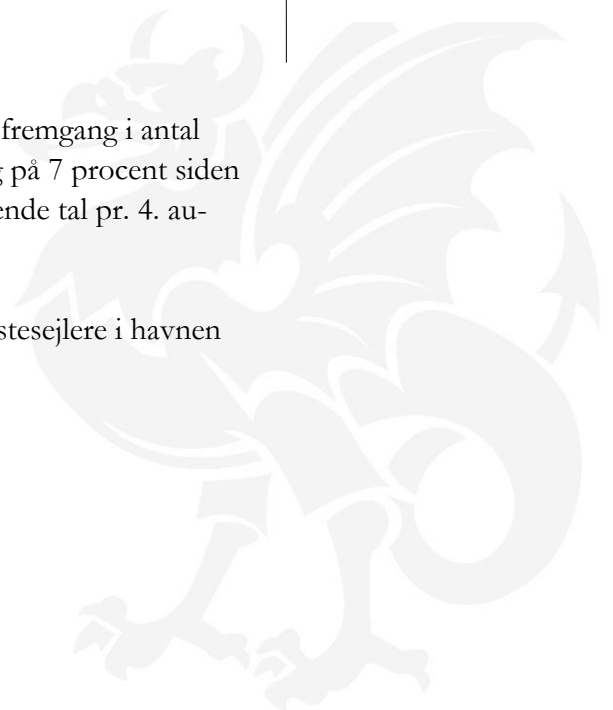 fremgang i antal
på 7 procent siden
ende tal pr. 4. au-
stesejlere i havnen